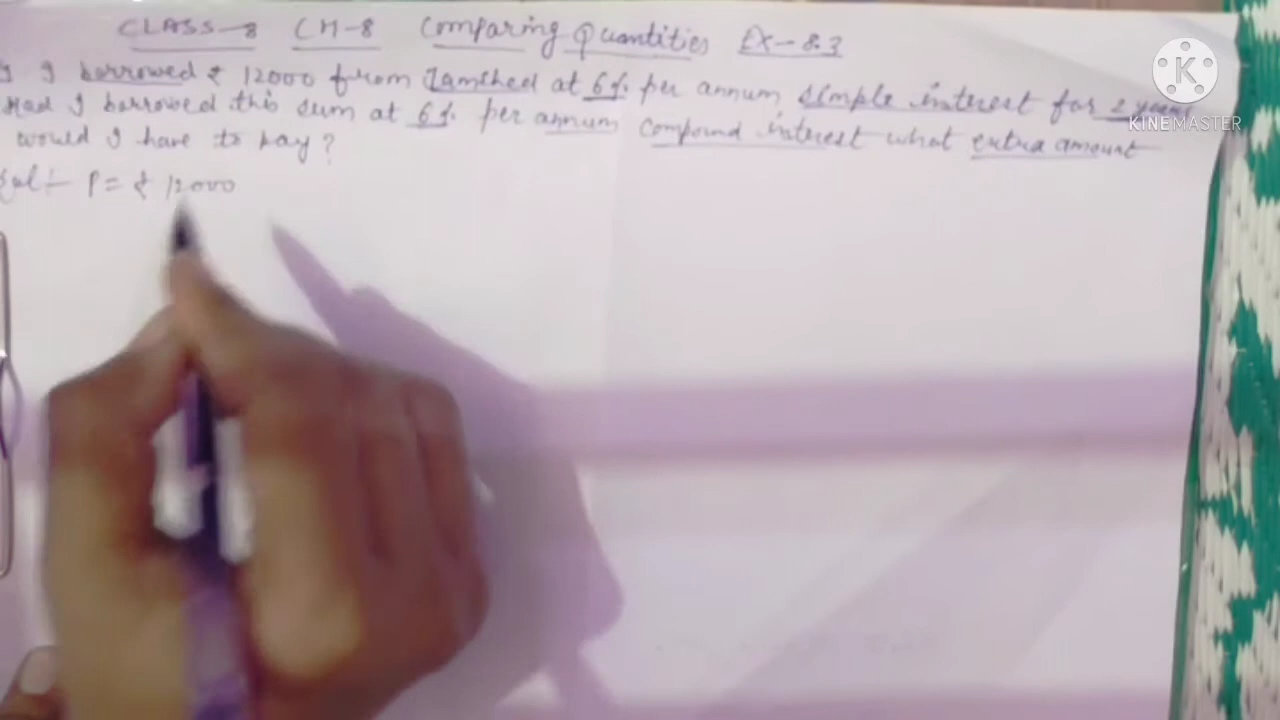 CLASS-8 CH-8 Comparing Quantities EX-8.3
I borrowed ₹ 12000 from Jamshed at 6% per annum simple interest for 2 years
Had I borrowed this sum at 6% per annum compound interest what extra amount
would I have to pay?
Sol:- P = ₹ 12000
K
KINEMASTER